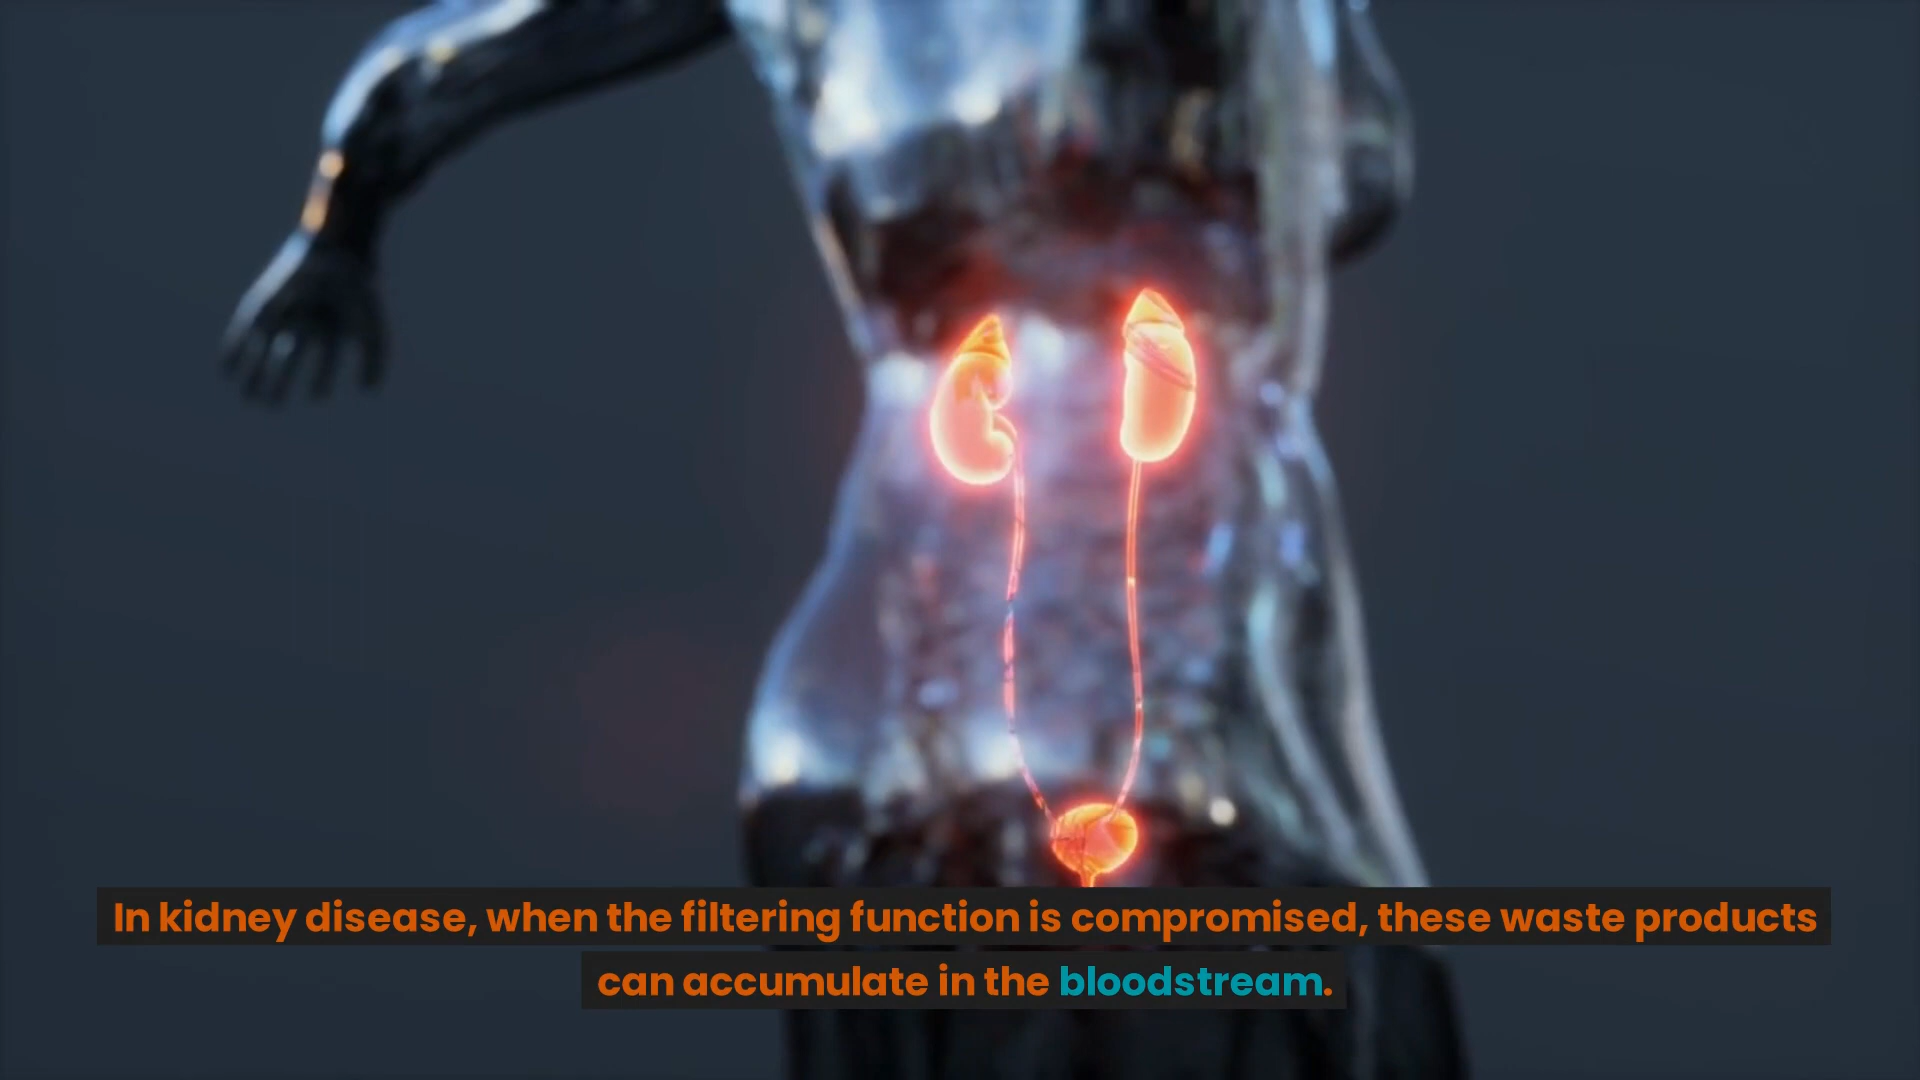 In kidney disease, when the filtering function is compromised, these waste products
can accumulate in the bloodstream.